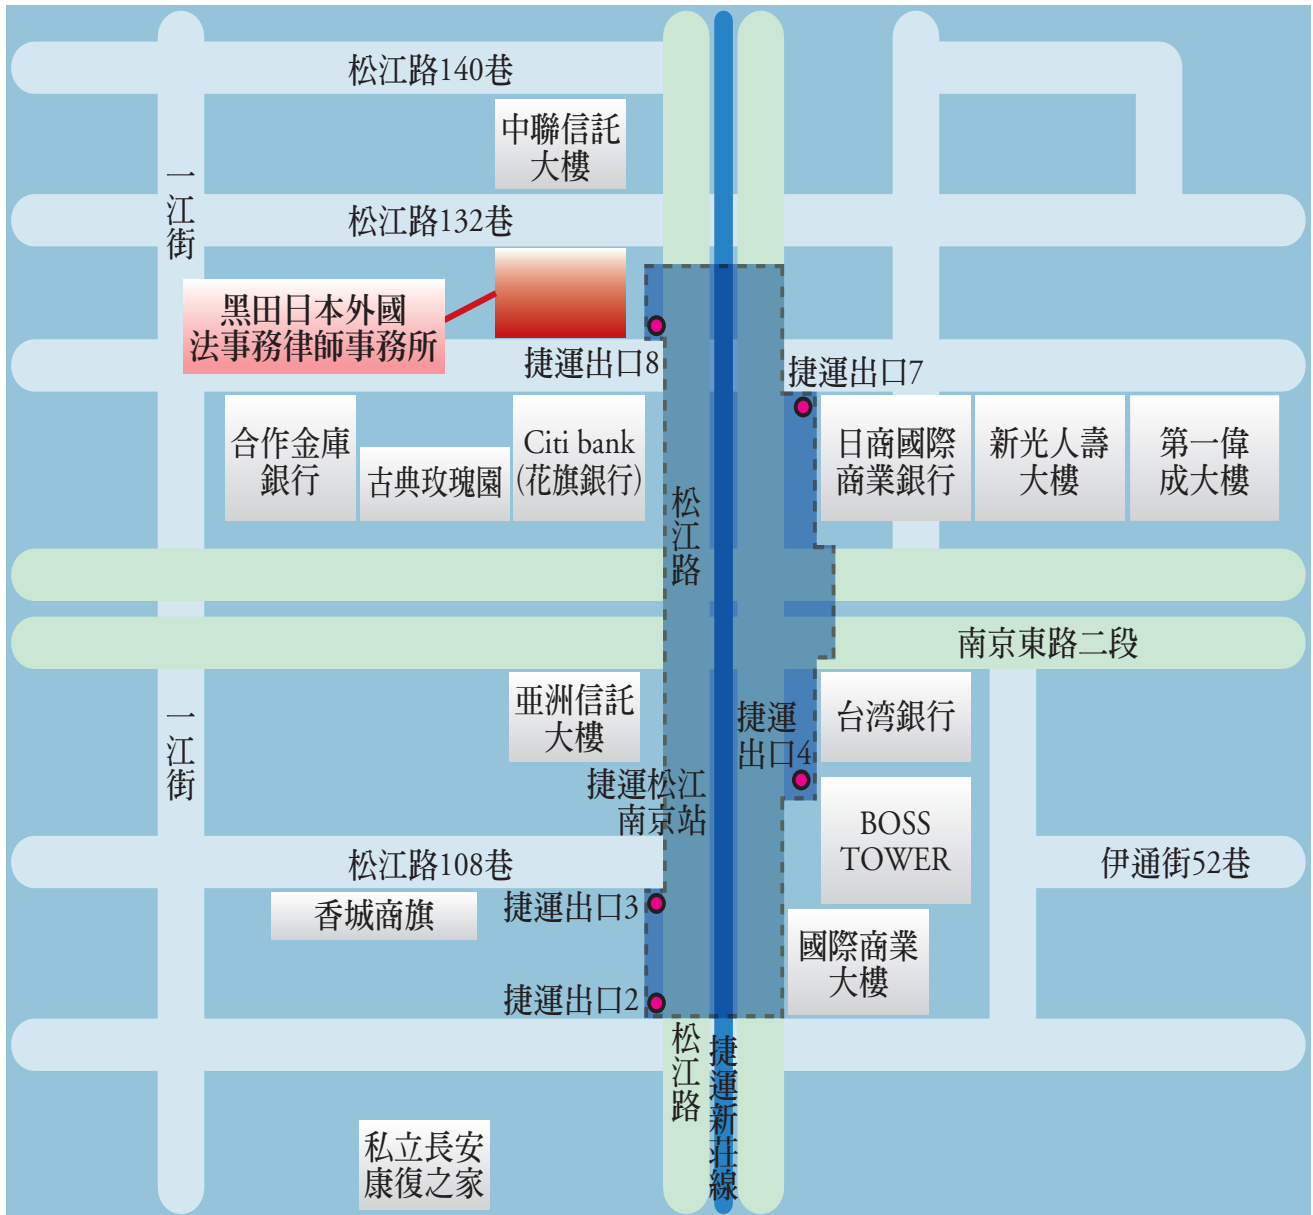 松江路140巷
中聯信託
大樓
一江街
松江路132巷
黑田日本外國
法事務律師事務所
捷運出口8
捷運出口7
合作金庫
銀行
古典玫瑰園
Citi bank
(花旗銀行)
松江路
日商國際
商業銀行
新光人壽
大樓
第一偉
成大樓
南京東路二段
一江街
亜洲信託
大樓
捷運
出口4
台湾銀行
捷運松江
南京站
BOSS
TOWER
松江路108巷
伊通街52巷
香城商旗
捷運出口3
國際商業
大樓
捷運出口2
松江路
捷運新荘線
私立長安
康復之家